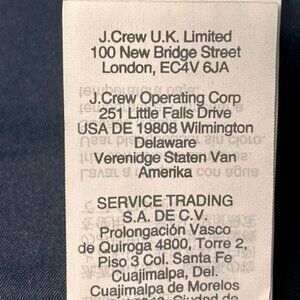 J.Crew U.K. Limited
100 New Bridge Street
London, EC4V 6JA
J.Crew Operating Corp
251 Little Falls Drive
USA DE 19808 Wilmington
Delaware
Verenidge Staten Van
Amerika
SERVICE TRADING
S.A. DE C.V.
Prolongación Vasco
de Quiroga 4800, Torre 2,
Piso 3 Col. Santa Fe
Cuajimalpa, Del.
Cuajimalpa de Morelos